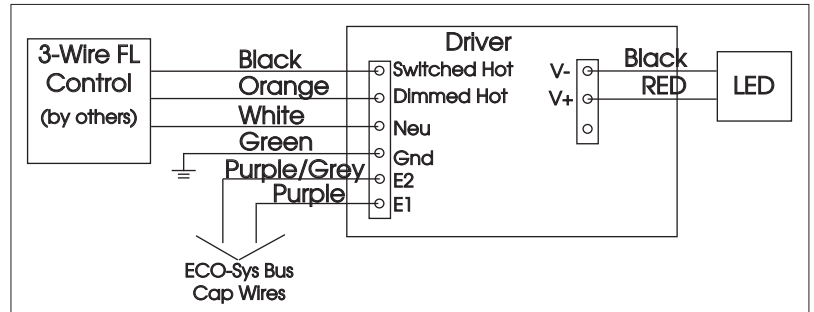 3-Wire FL
Control
(by others)
Black
Orange
White
Green
Purple/Grey
Purple
ECO-Sys Bus
Cap Wires
Driver
Switched Hot
Dimmed Hot
Neu
Gnd
E2
E1
V-
V+
Black
RED
LED